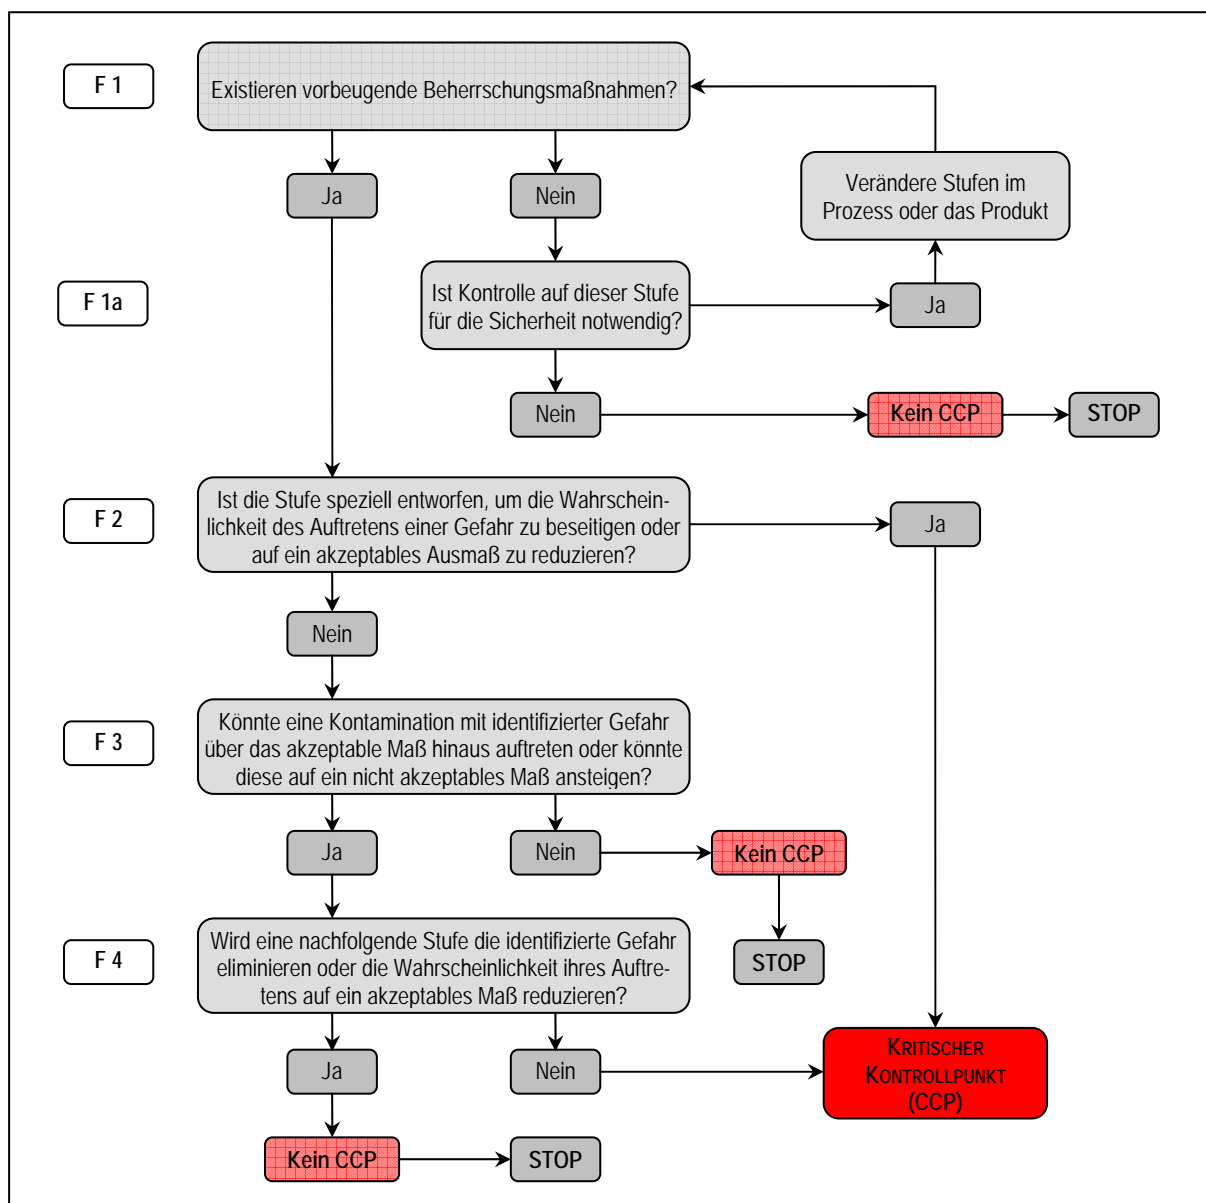 F 1
Existieren vorbeugende Beherrschungsmaßnahmen?
Ja
Nein
Verändere Stufen im
Prozess oder das Produkt
F 1a
Ist Kontrolle auf dieser Stufe
für die Sicherheit notwendig?
Ja
Nein
Kein CCP
STOP
F 2
Ist die Stufe speziell entworfen, um die Wahrschein-
lichkeit des Auftretens einer Gefahr zu beseitigen oder
auf ein akzeptables Ausmaß zu reduzieren?
Ja
Nein
F 3
Könnte eine Kontamination mit identifizierter Gefahr
über das akzeptable Maß hinaus auftreten oder könnte
diese auf ein nicht akzeptables Maß ansteigen?
Ja
Nein
Kein CCP
STOP
F 4
Wird eine nachfolgende Stufe die identifizierte Gefahr
eliminieren oder die Wahrscheinlichkeit ihres Auftre-
tens auf ein akzeptables Maß reduzieren?
Ja
Nein
KRITISCHER
KONTROLLPUNKT
(CCP)
Kein CCP
STOP